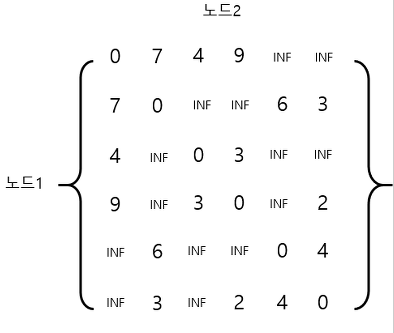 노드2
0 7 4 9 INF INF
7 0 INF INF 6 3
4 INF 0 3 INF INF
노드1
9 INF 3 0 INF 2
INF 6 INF INF 0 4
INF 3 INF 2 4 0